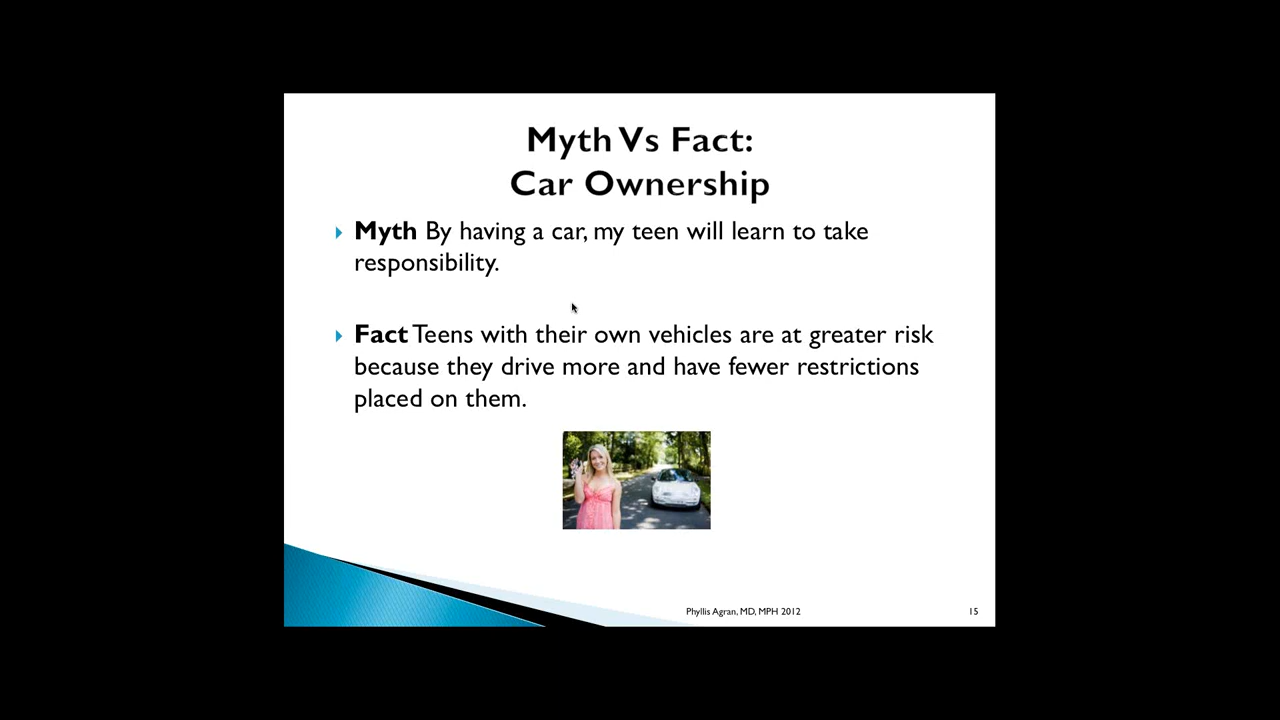 Myth Vs Fact:
Car Ownership
Myth By having a car, my teen will learn to take
responsibility.
Fact Teens with their own vehicles are at greater risk
because they drive more and have fewer restrictions
placed on them.
Phyllis Agran, MD, MPH 2012
15